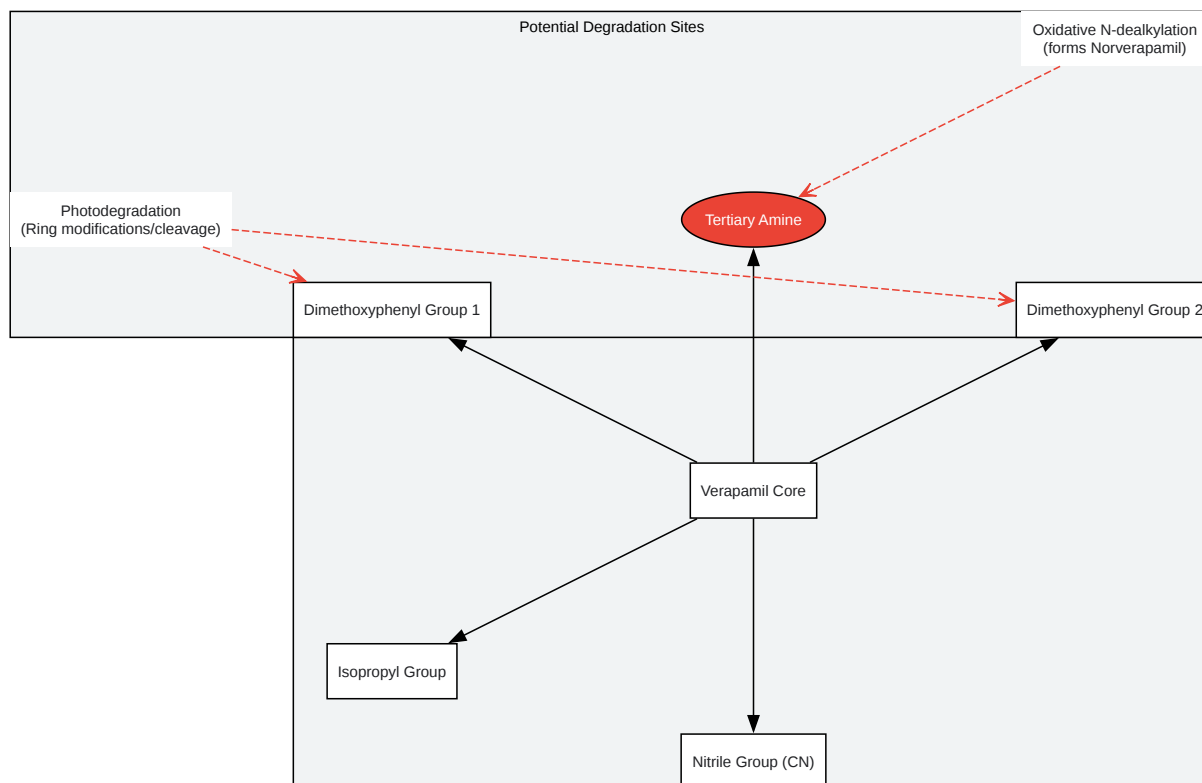 Potential Degradation Sites
Oxidative N-dealkylation
(forms Norverapamil)
Photodegradation
(Ring modifications/cleavage)
Tertiary Amine
Dimethoxyphenyl Group 1
Dimethoxyphenyl Group 2
Verapamil Core
Isopropyl Group
Nitrile Group (CN)